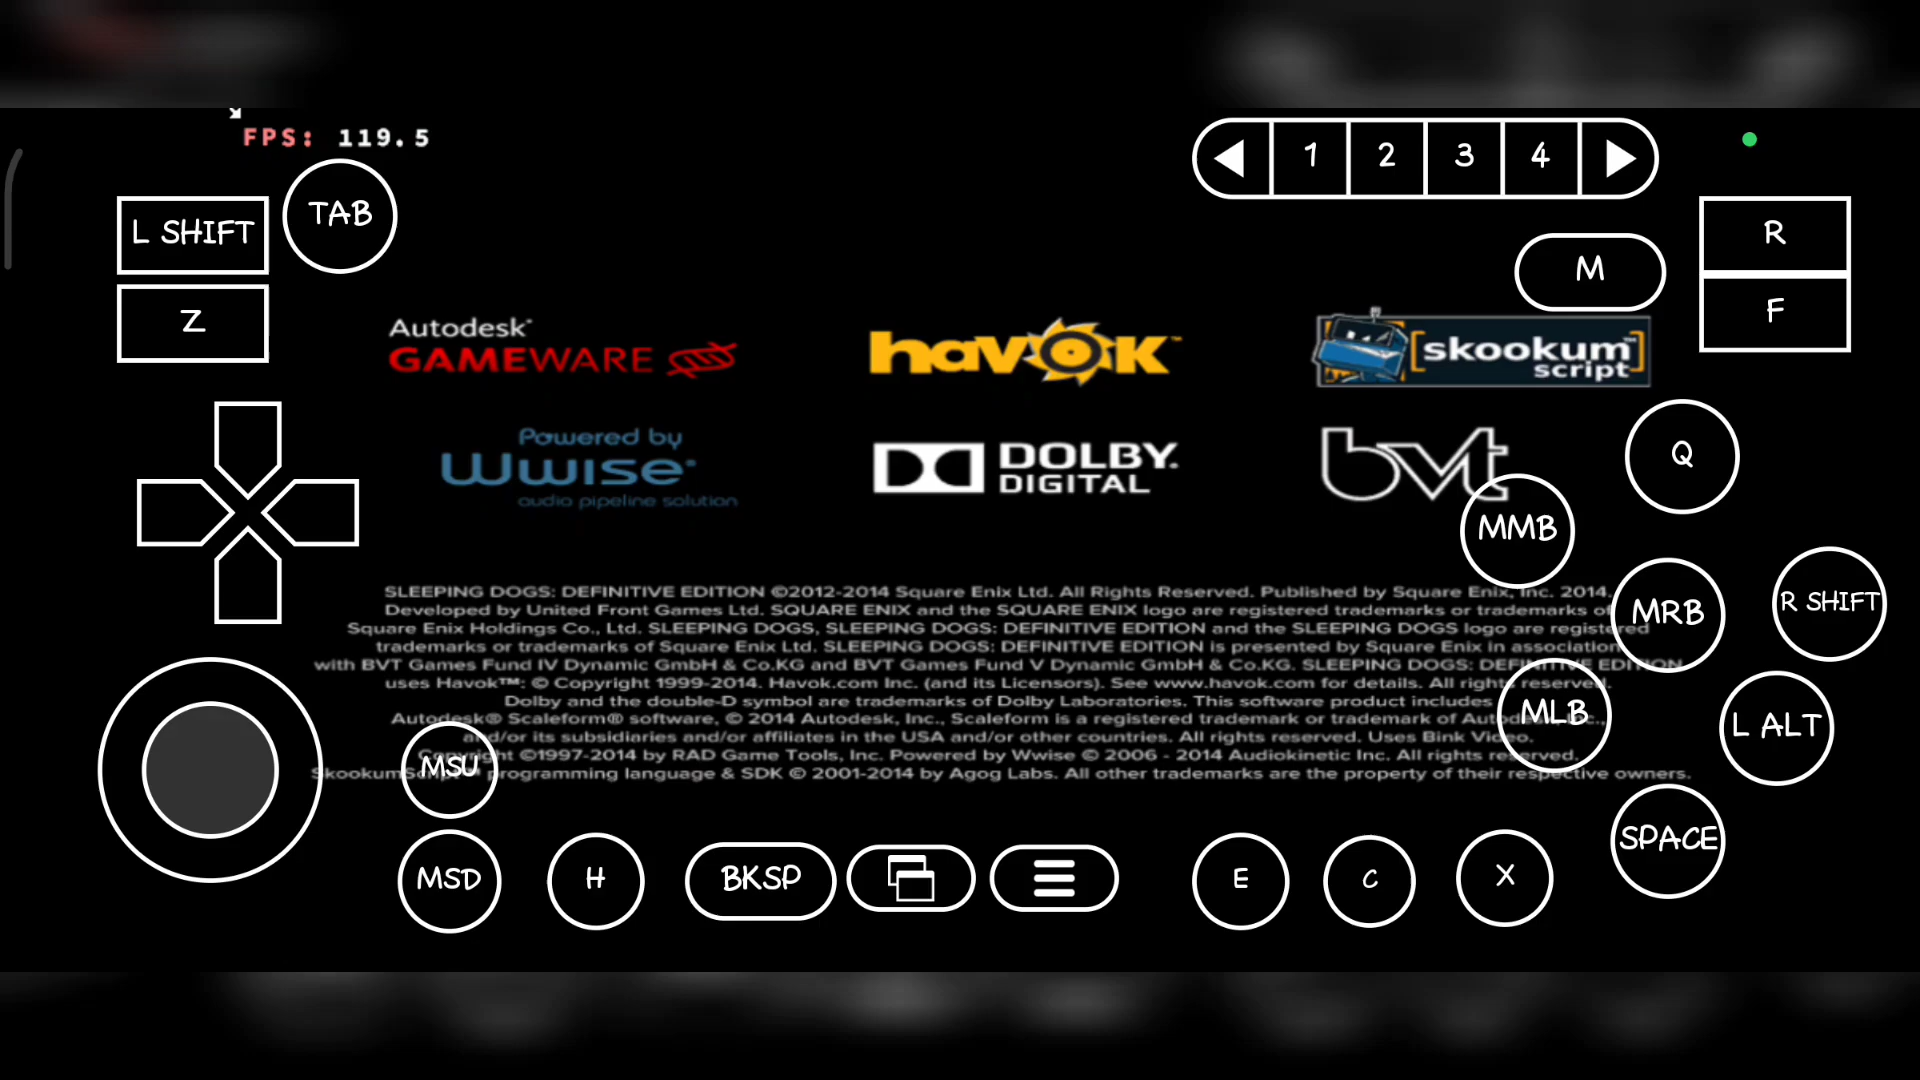 FPS: 119.5
1 2 3 4
L SHIFT
TAB
R
M
Z
F
Autodesk
GAMEWARE
havok™
skookum™
script
Powered by
Wwise
audio pipeline solution
DOLBY.
DIGITAL
bvt
Q
MMB
SLEEPING DOGS: DEFINITIVE EDITION ©2012-2014 Square Enix Ltd. All Rights Reserved. Published by Square Enix, Inc. 2014.
Developed by United Front Games Ltd. SQUARE ENIX and the SQUARE ENIX logo are registered trademarks or trademarks of
Square Enix Holdings Co., Ltd. SLEEPING DOGS, SLEEPING DOGS: DEFINITIVE EDITION and the SLEEPING DOGS logo are registered
trademarks or trademarks of Square Enix Ltd. SLEEPING DOGS: DEFINITIVE EDITION is presented by Square Enix in association
with BVT Games Fund IV Dynamic GmbH & Co.KG and BVT Games Fund V Dynamic GmbH & Co.KG. SLEEPING DOGS: DEFINITIVE EDITION
uses Havok™: © Copyright 1999-2014. Havok.com Inc. (and its Licensors). See www.havok.com for details. All rights reserved.
Dolby and the double-D symbol are trademarks of Dolby Laboratories. This software product includes
Autodesk® Scaleform® software, © 2014 Autodesk, Inc., Scaleform is a registered trademark or trademark of Autodesk, Inc.,
and/or its subsidiaries and/or affiliates in the USA and/or other countries. All rights reserved. Uses Bink Video.
Copyright ©1997-2014 by RAD Game Tools, Inc. Powered by Wwise © 2006 - 2014 Audiokinetic Inc. All rights reserved.
SkookumScript™ programming language & SDK © 2001-2014 by Agog Labs. All other trademarks are the property of their respective owners.
MRB
R SHIFT
MLB
L ALT
MSU
SPACE
MSD
H
BKSP
E
C
X